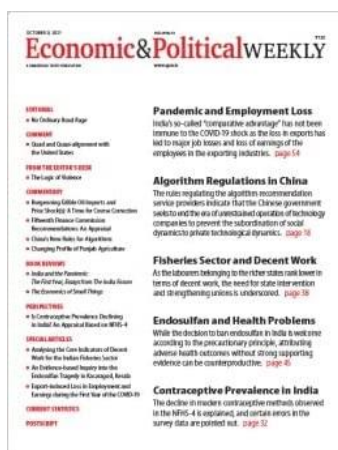 OCTOBER 9, 2021
Economic&PoliticalWEEKLY
EDITORIAL
No Ordinary Road Rage
COMMENT
Quad and Quasi-alignment with
the United States
FROM THE EDITOR'S DESK
The Logic of Violence
COMMENTARY
Burgeoning Edible Oil Imports and
Price Shock(s): A Time for Course Correction
Fifteenth Finance Commission
Recommendations: An Appraisal
China's New Rules for Algorithms
Changing Profile of Punjab Agriculture
BOOK REVIEWS
India and the Pandemic:
The First Year, Essays from The India Forum
The Economics of Small Things
PERSPECTIVES
Is Contraceptive Prevalence Declining
in India? An Appraisal Based on NFHS-4
SPECIAL ARTICLES
Analysing the Core Indicators of Decent
Work for the Indian Fisheries Sector
An Evidence-based Inquiry into the
Endosulfan Tragedy in Kasaragod, Kerala
Export-induced Loss in Employment and
Earnings during the First Year of the COVID-19
CURRENT STATISTICS
POSTSCRIPT
Pandemic and Employment Loss
India's so-called "comparative advantage" has not been
immune to the COVID-19 shock as the loss in exports has
led to major job losses and loss of earnings of the
employees in the exporting industries. page 54
Algorithm Regulations in China
The rules regulating the algorithm recommendation
service providers indicate that the Chinese government
seeks to end the era of unrestrained operation of technology
companies to prevent the subordination of social
dynamics to private technological dynamics. page 18
Fisheries Sector and Decent Work
As the labourers belonging to the richer states rank lower in
terms of decent work, the need for state intervention
and strengthening unions is underscored. page 38
Endosulfan and Health Problems
While the decision to ban endosulfan in India is welcome
according to the precautionary principle, attributing
adverse health outcomes without strong supporting
evidence can be counterproductive. page 45
Contraceptive Prevalence in India
The decline in modern contraceptive methods observed
in the NFHS-4 is explained, and certain errors in the
survey data are pointed out. page 32